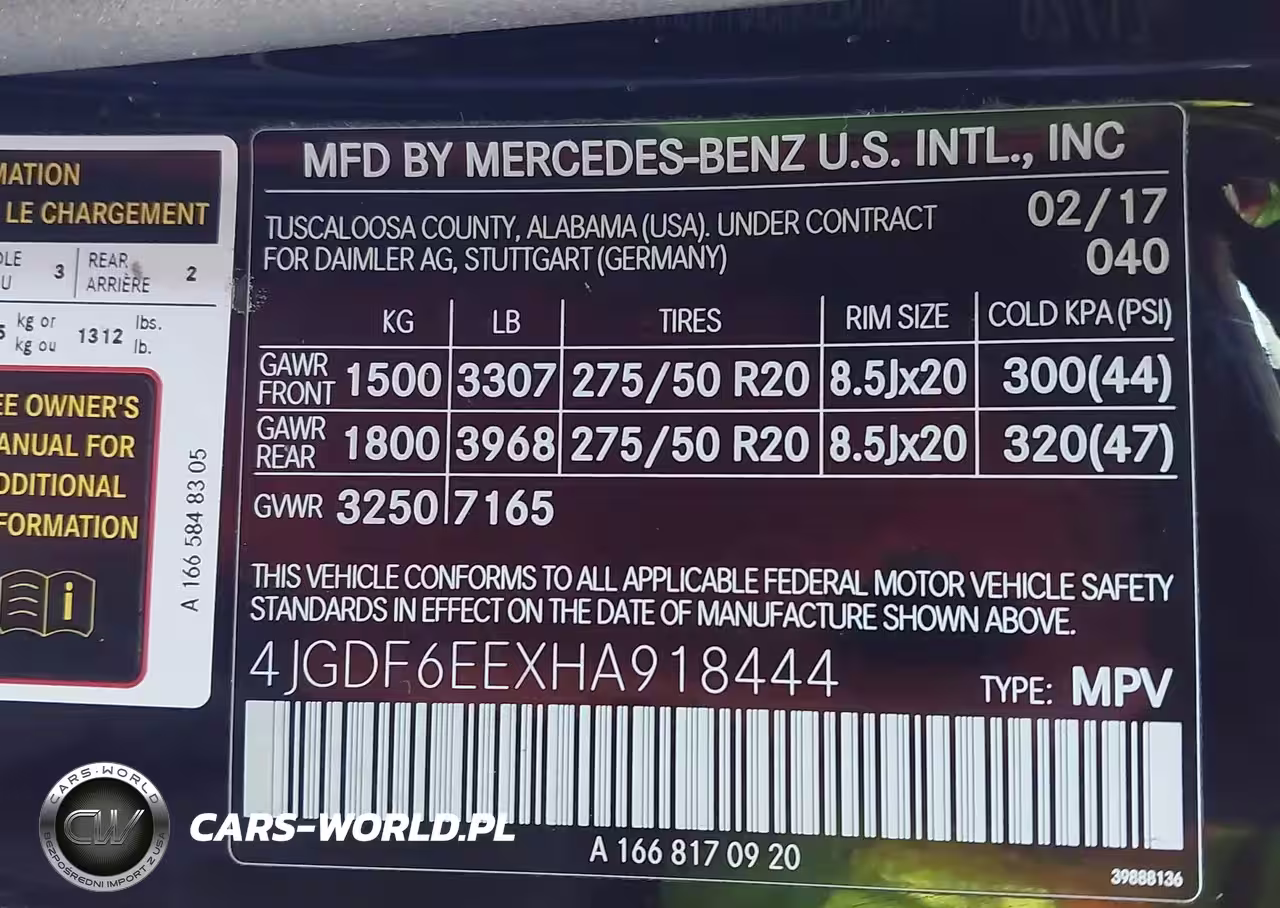 MATION
LE CHARGEMENT
3
REAR
ARRIÈRE
2
kg or
kg ou
1312
lbs.
lb.
OWNER'S
FOR
A 166 584 83 05
MFD BY MERCEDES-BENZ U.S. INTL., INC
02/17
TUSCALOOSA COUNTY, ALABAMA (USA). UNDER CONTRACT
FOR DAIMLER AG, STUTTGART (GERMANY)
040
KG LB TIRES RIM SIZE COLD KPA (PSI)
GAWR
FRONT 1500 3307 275/50 R20 8.5Jx20 300(44)
GAWR
REAR 1800 3968 275/50 R20 8.5Jx20 320(47)
GVWR 3250 7165
THIS VEHICLE CONFORMS TO ALL APPLICABLE FEDERAL MOTOR VEHICLE SAFETY
STANDARDS IN EFFECT ON THE DATE OF MANUFACTURE SHOWN ABOVE.
4JGDF6EEXHA918444
TYPE: MPV
A 166 817 09 20
39888136
CARS-WORLD
CW
BEZPOŚREDNI IMPORT Z USA
CARS-WORLD.PL